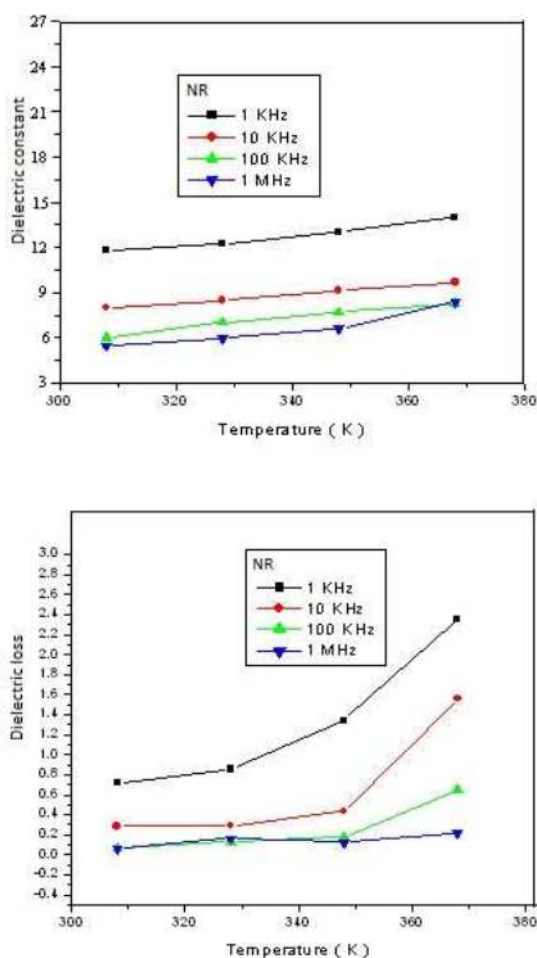 27
24
21
18
15
12
9
6
3
Dielectric constant
NR
1 KHz
10 KHz
100 KHz
1 MHz
300 320 340 360 380
Temperature ( K )
3.0
2.8
2.6
2.4
2.2
2.0
1.8
1.6
1.4
1.2
1.0
0.8
0.6
0.4
0.2
0.0
-0.2
-0.4
Dielectric loss
NR
1 KHz
10 KHz
100 KHz
1 MHz
300 320 340 360 380
Temperature ( K )